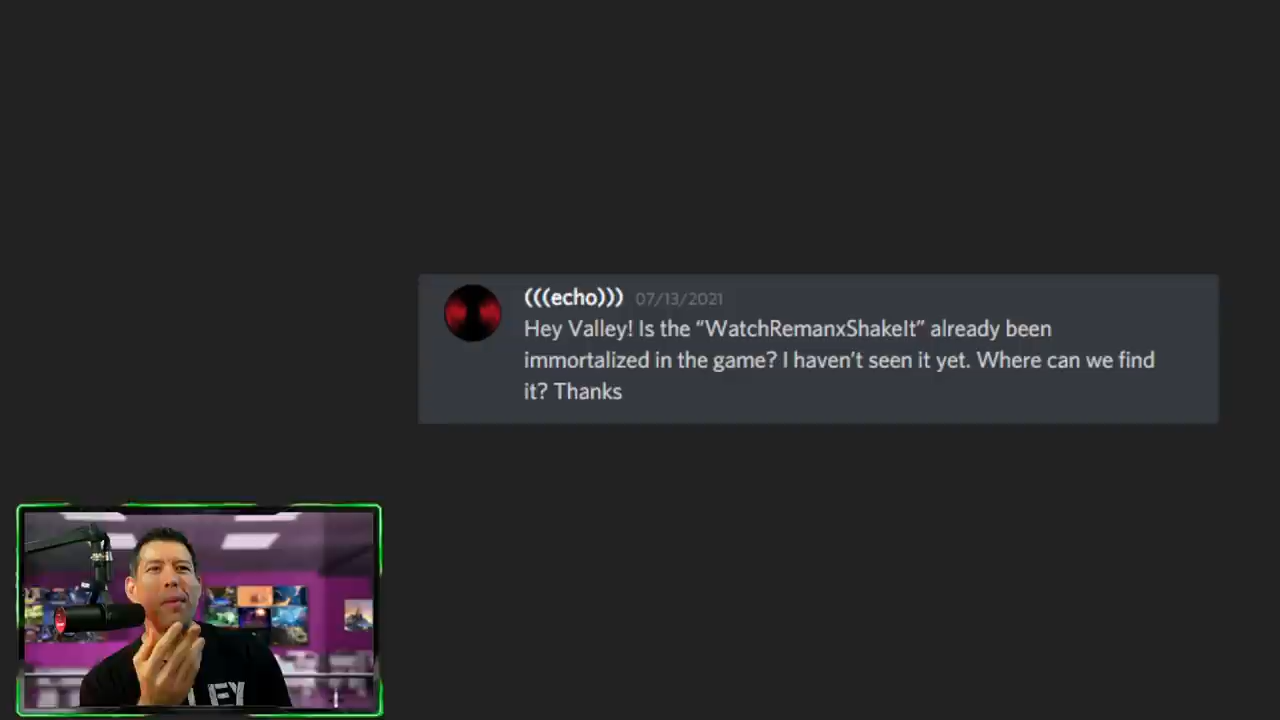 (((echo))) 07/13/2021
Hey Valley! Is the “WatchRemanxShakeIt” already been
immortalized in the game? I haven’t seen it yet. Where can we find
it? Thanks
LEY